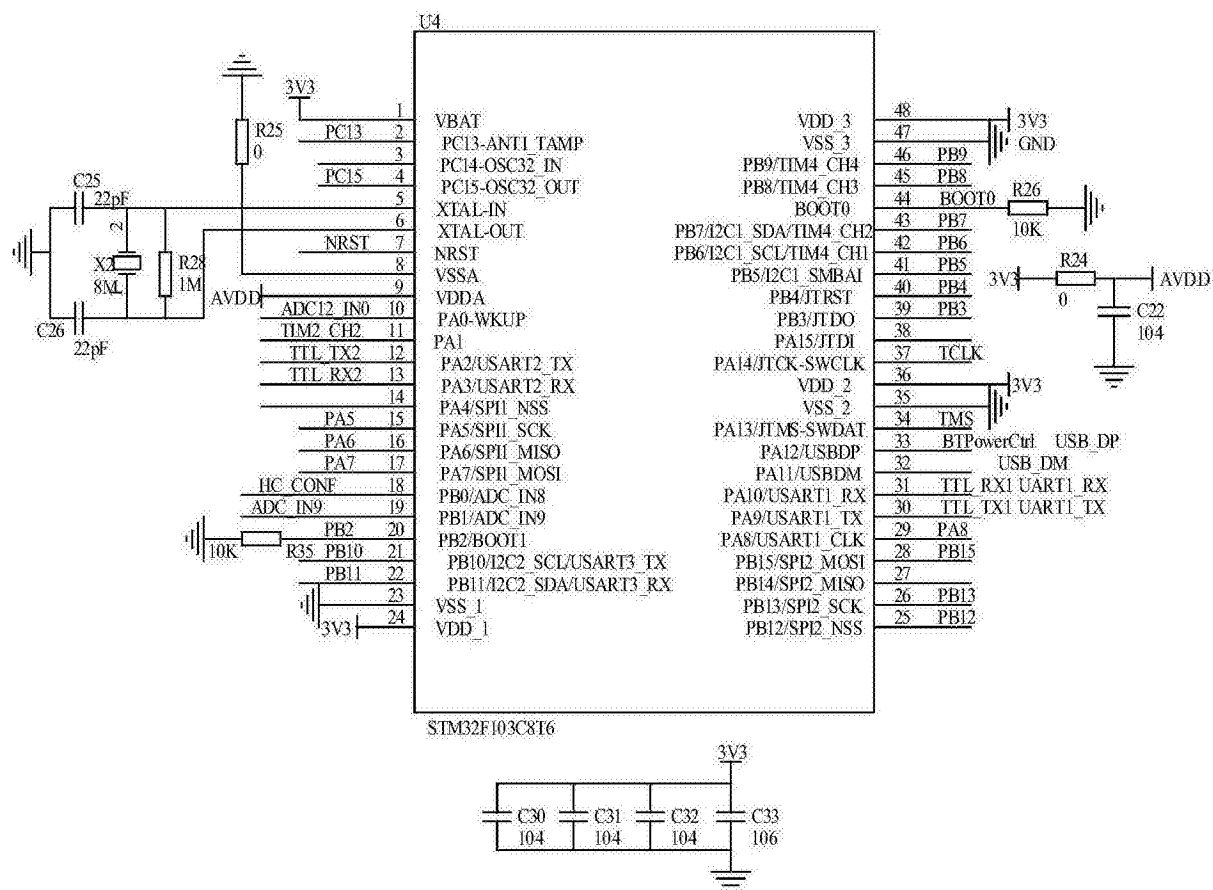 U4
3V3
1 VBAT
PC13 2 PC13-ANTI_TAMP
3 PC14-OSC32_IN
PC15 4 PC15-OSC32_OUT
5 XTAL-IN
6 XTAL-OUT
NRST 7 NRST
8 VSSA
AVDD 9 VDDA
ADC12_IN0 10 PA0-WKUP
TIM2_CH2 11 PA1
TTL_TX2 12 PA2/USART2_TX
TTL_RX2 13 PA3/USART2_RX
14 PA4/SPI1_NSS
PA5 15 PA5/SPI1_SCK
PA6 16 PA6/SPI1_MISO
PA7 17 PA7/SPI1_MOSI
HC_CONF 18 PB0/ADC_IN8
ADC_IN9 19 PB1/ADC_IN9
PB2 20 PB2/BOOT1
PB10 21 PB10/I2C2_SCL/USART3_TX
PB11 22 PB11/I2C2_SDA/USART3_RX
23 VSS_1
3V3 24 VDD_1
R25
0
C25
22pF
2
X2
8M
R28
1M
C26
22pF
10K R35
VDD_3 48 3V3
VSS_3 47 GND
PB9/TIM4_CH4 46 PB9
PB8/TIM4_CH3 45 PB8
BOOT0 44 BOOT0
PB7/I2C1_SDA/TIM4_CH2 43 PB7
PB6/I2C1_SCL/TIM4_CH1 42 PB6
PB5/I2C1_SMBAI 41 PB5
PB4/JTRST 40 PB4
PB3/JTDO 39 PB3
PA15/JTDI 38
PA14/JTCK-SWCLK 37 TCLK
VDD_2 36 3V3
VSS_2 35
PA13/JTMS-SWDAT 34 TMS
PA12/USBDP 33 BTPowerCtrl USB_DP
PA11/USBDM 32 USB_DM
PA10/USART1_RX 31 TTL_RX1 UART1_RX
PA9/USART1_TX 30 TTL_TX1 UART1_TX
PA8/USART1_CLK 29 PA8
PB15/SPI2_MOSI 28 PB15
PB14/SPI2_MISO 27
PB13/SPI2_SCK 26 PB13
PB12/SPI2_NSS 25 PB12
R26
10K
R24
3V3 AVDD
0
C22
104
STM32F103C8T6
3V3
C30 C31 C32 C33
104 104 104 106